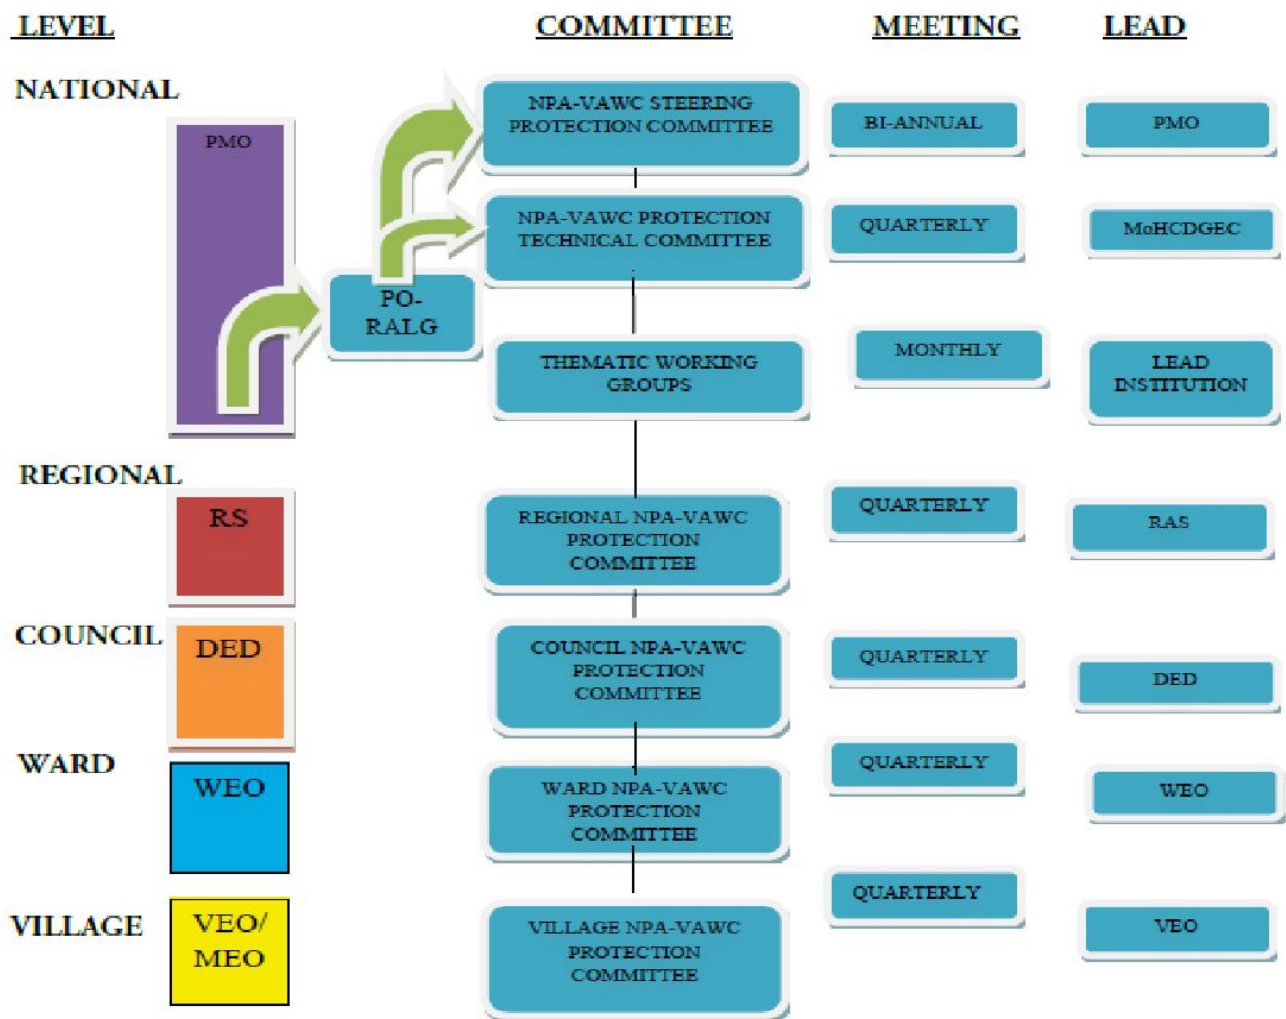 LEVEL
COMMITTEE
MEETING
LEAD
NATIONAL
PMO
PO-
RALG
NPA-VAWC STEERING
PROTECTION COMMITTEE
BI-ANNUAL
PMO
NPA-VAWC PROTECTION
TECHNICAL COMMITTEE
QUARTERLY
MoHCDGEC
THEMATIC WORKING
GROUPS
MONTHLY
LEAD
INSTITUTION
REGIONAL
RS
REGIONAL NPA-VAWC
PROTECTION
COMMITTEE
QUARTERLY
RAS
COUNCIL
DED
COUNCIL NPA-VAWC
PROTECTION
COMMITTEE
QUARTERLY
DED
WARD
WEO
WARD NPA-VAWC
PROTECTION
COMMITTEE
QUARTERLY
WEO
VILLAGE
VEO/
MEO
VILLAGE NPA-VAWC
PROTECTION
COMMITTEE
QUARTERLY
VEO